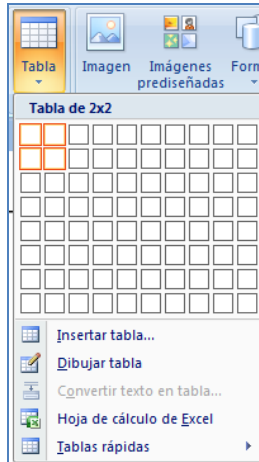 Tabla
Imagen
Imágenes
prediseñadas
Form
Tabla de 2x2
Insertar tabla...
Dibujar tabla
Convertir texto en tabla...
Hoja de cálculo de Excel
Tablas rápidas